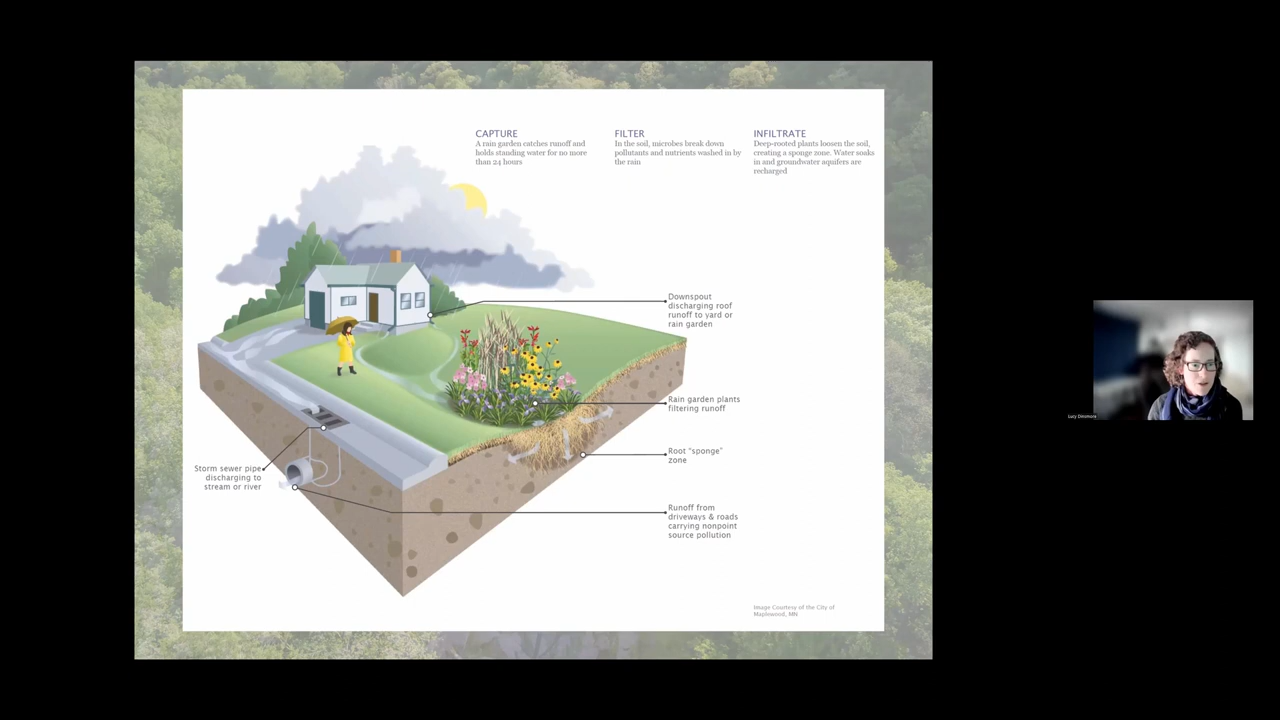 CAPTURE
A rain garden catches runoff and
holds standing water for no more
than 24 hours
FILTER
In the soil, microbes break down
pollutants and nutrients washed in by
the rain
INFILTRATE
Deep-rooted plants loosen the soil,
creating a sponge zone. Water soaks
in and groundwater aquifers are
recharged
Downspout
discharging roof
runoff to yard or
rain garden
Rain garden plants
filtering runoff
Root "sponge"
zone
Storm sewer pipe
discharging to
stream or river
Runoff from
driveways & roads
carrying nonpoint
source pollution
Image Courtesy of the City of
Maplewood, MN
Lucy Dinsmore